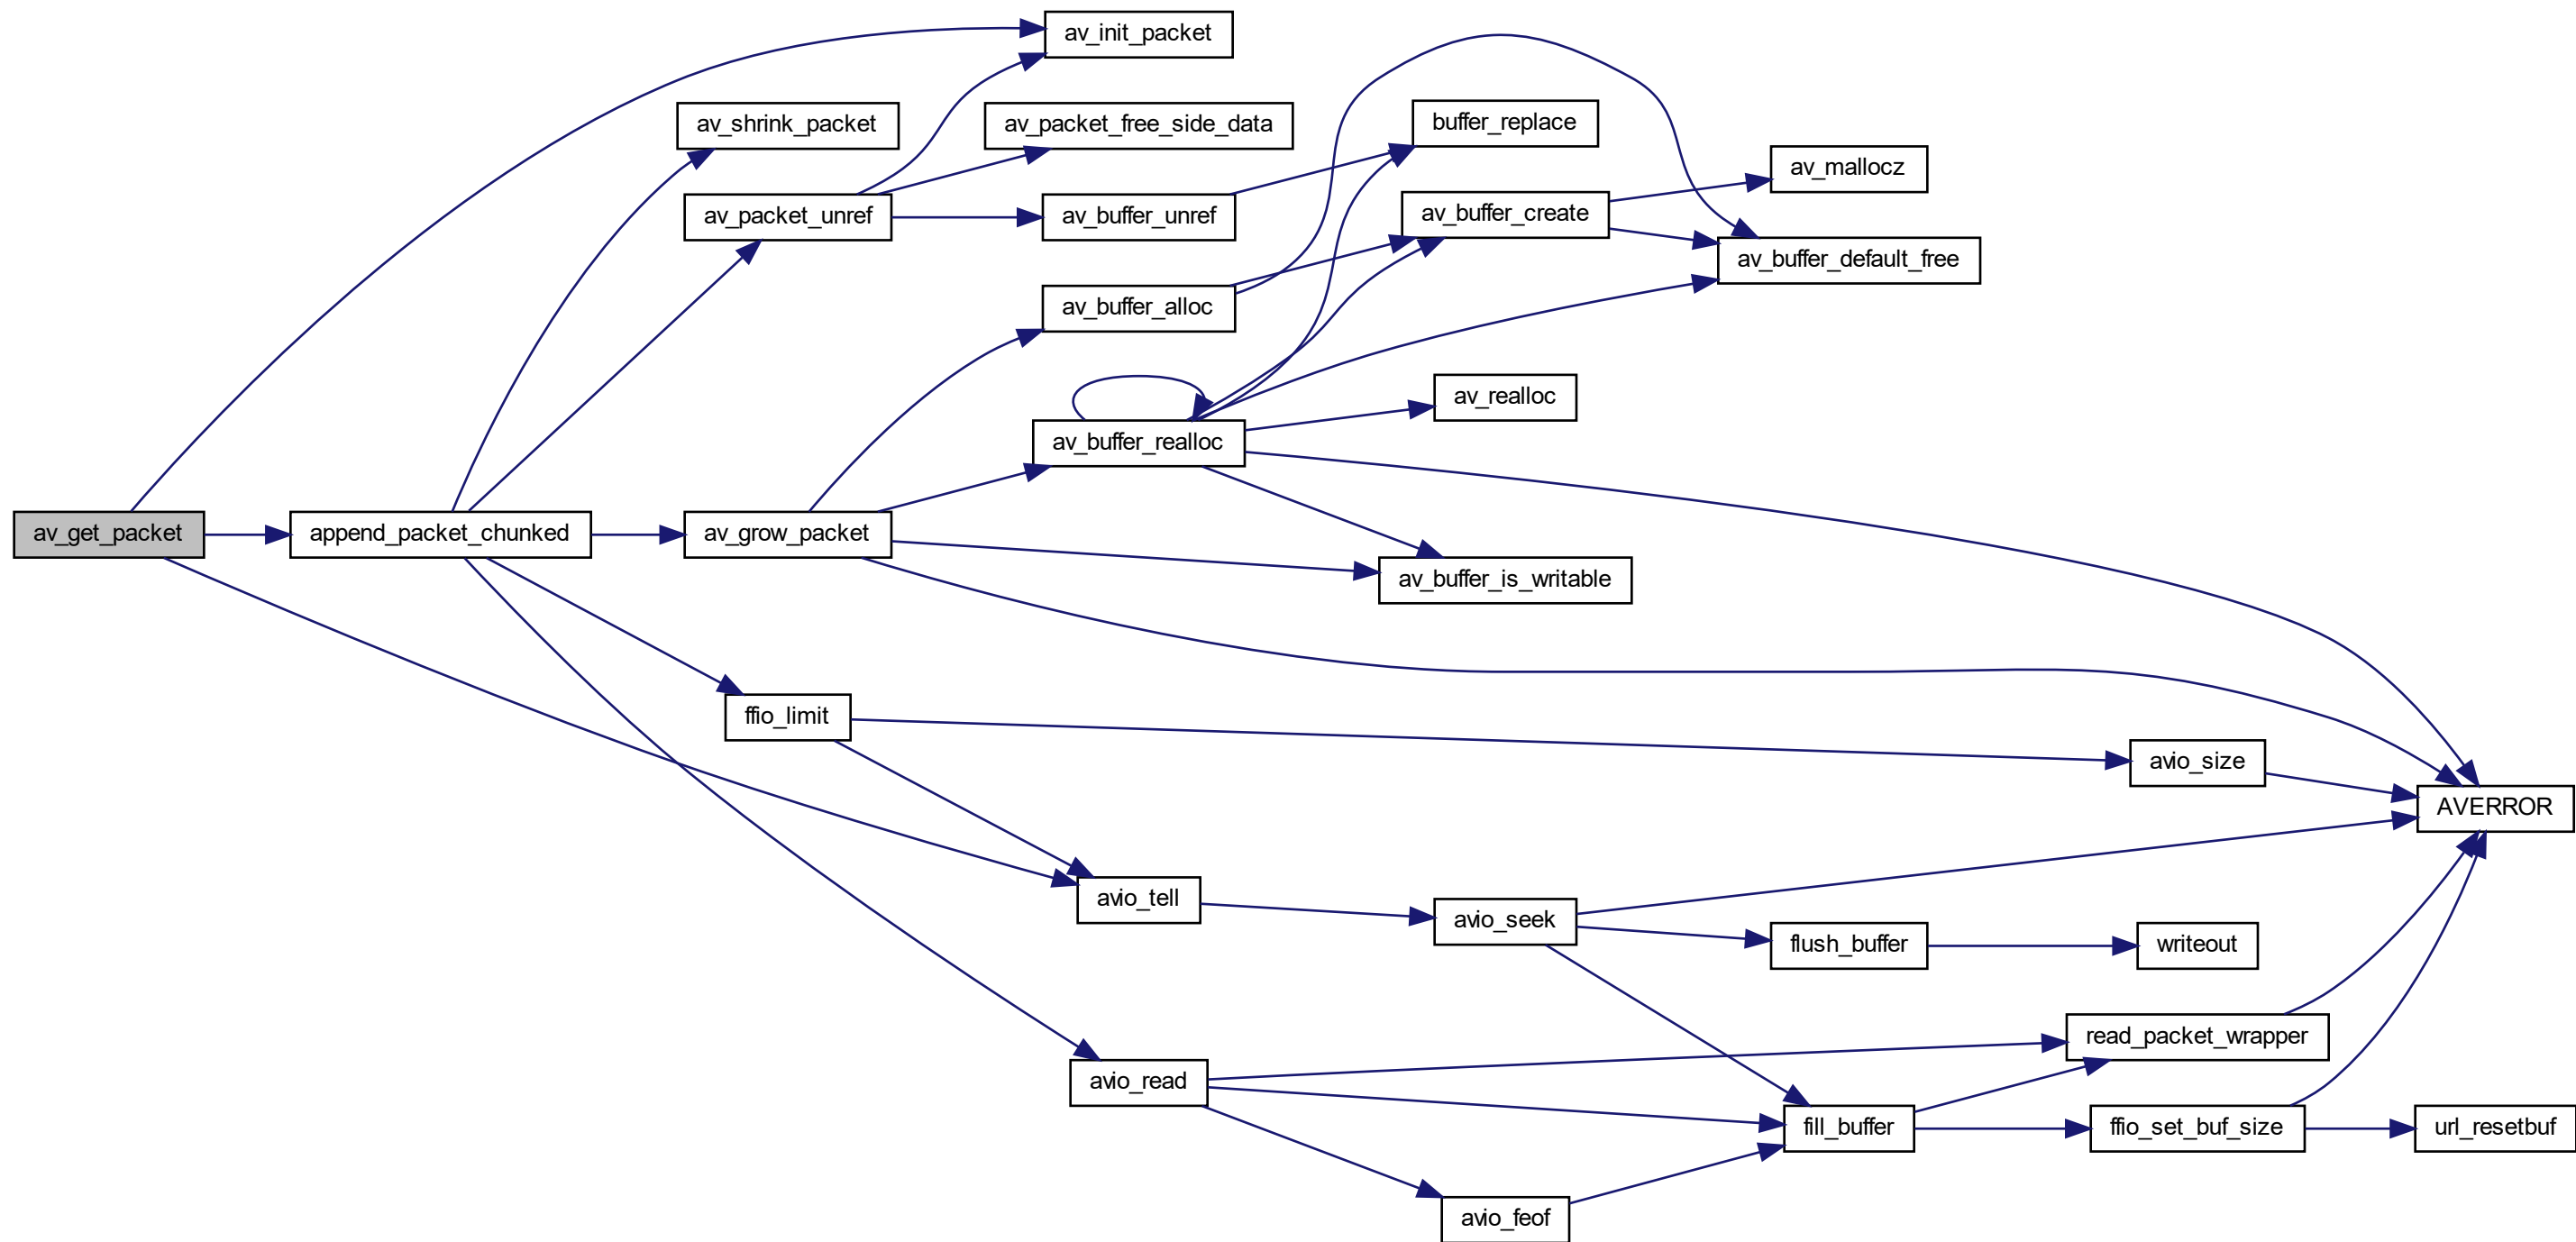 av_init_packet
av_shrink_packet
av_packet_free_side_data
buffer_replace
av_mallocz
av_packet_unref
av_buffer_unref
av_buffer_create
av_buffer_default_free
av_buffer_alloc
av_realloc
av_buffer_realloc
av_get_packet
append_packet_chunked
av_grow_packet
av_buffer_is_writable
ffio_limit
avio_size
AVERROR
avio_tell
avio_seek
flush_buffer
writeout
read_packet_wrapper
avio_read
fill_buffer
ffio_set_buf_size
url_resetbuf
avio_feof